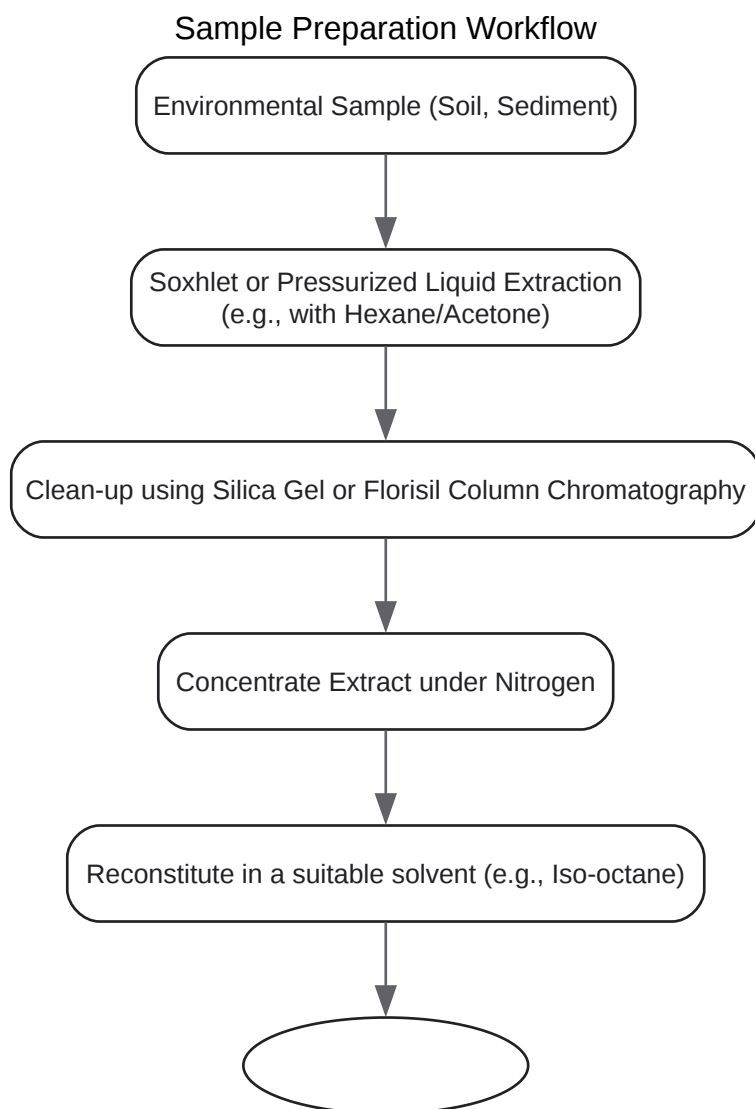 Sample Preparation Workflow
Environmental Sample (Soil, Sediment)
Soxhlet or Pressurized Liquid Extraction
(e.g., with Hexane/Acetone)
Clean-up using Silica Gel or Florisil Column Chromatography
Concentrate Extract under Nitrogen
Reconstitute in a suitable solvent (e.g., Iso-octane)